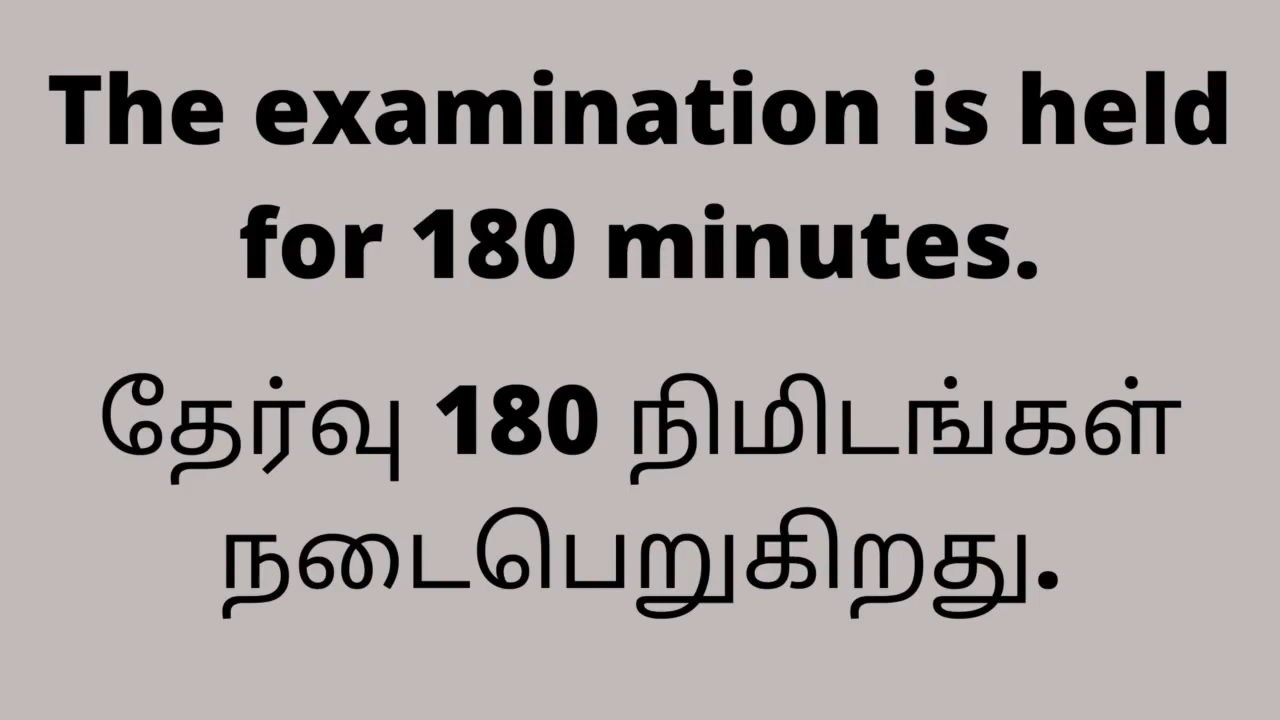 The examination is held
for 180 minutes.
தேர்வு 180 நிமிடங்கள்
நடைபெறுகிறது.